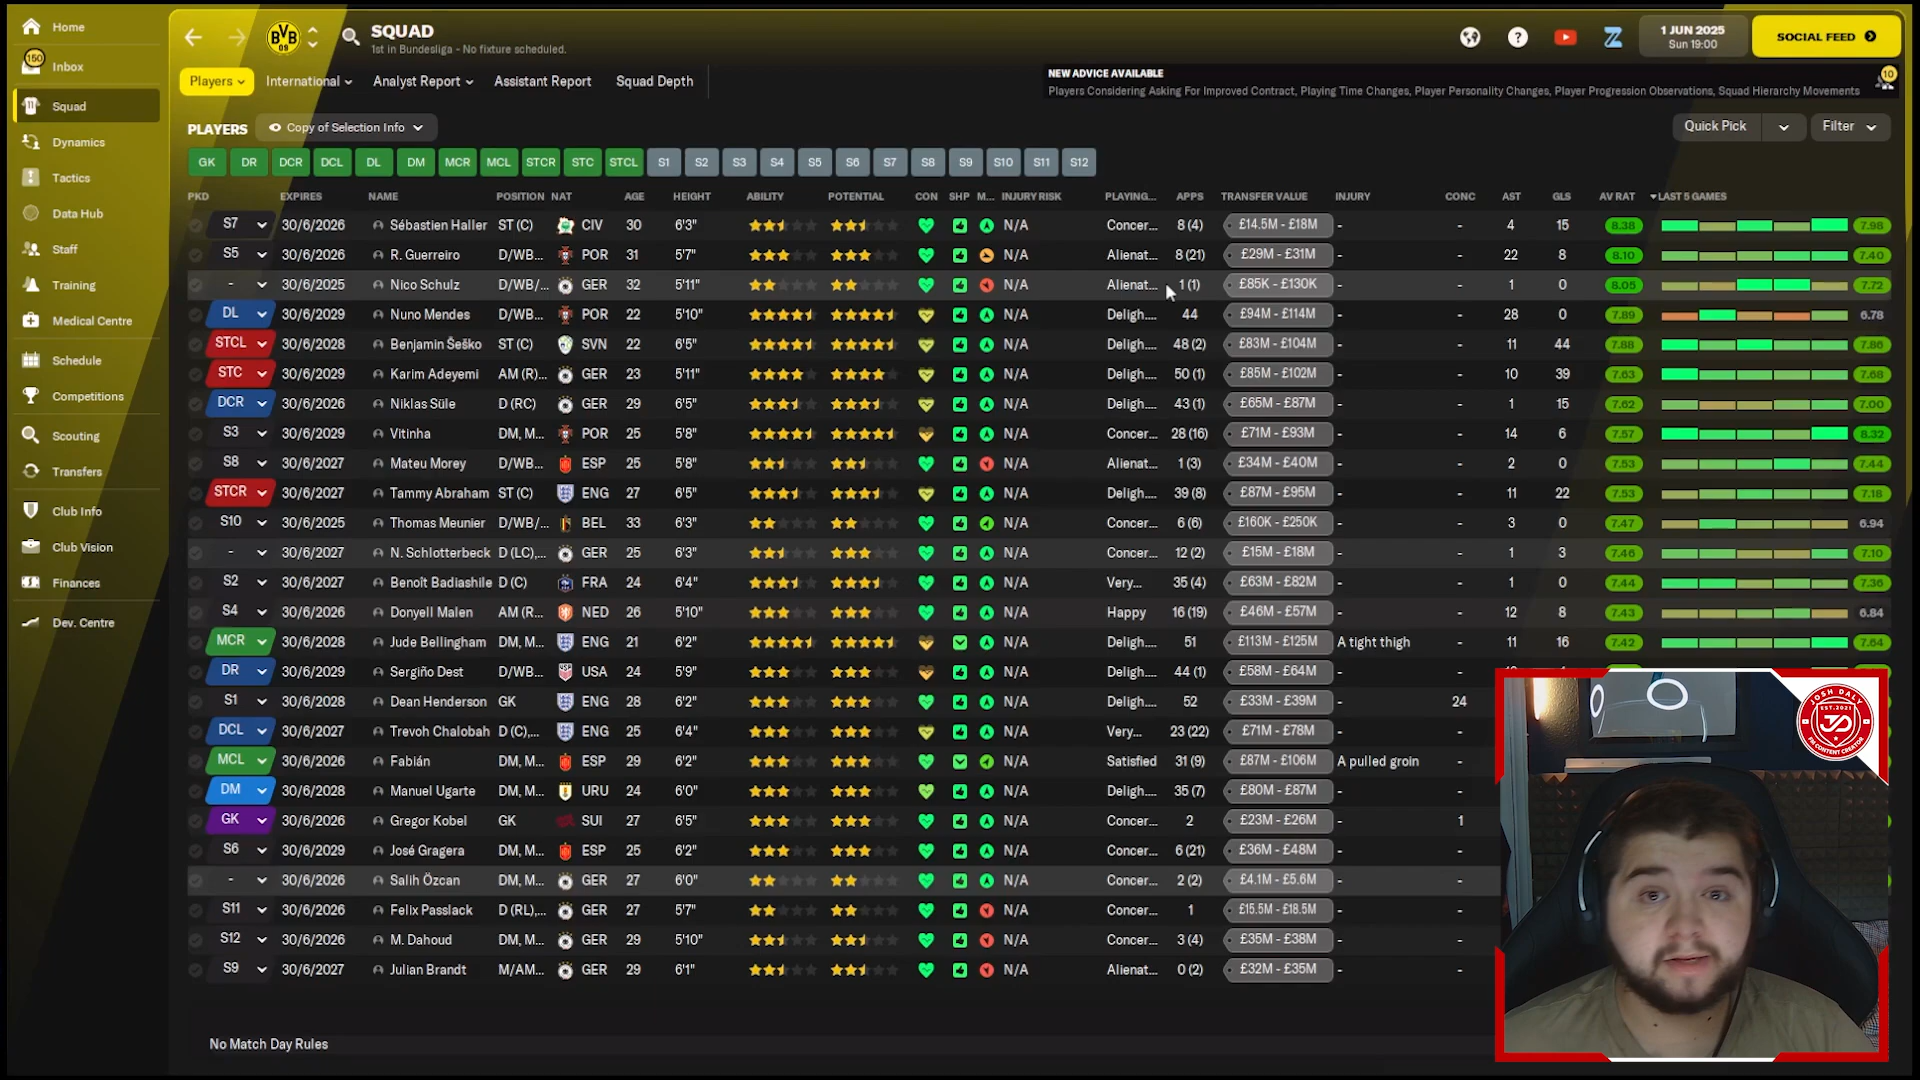 Home
150
Inbox
Squad
Dynamics
Tactics
Data Hub
Staff
Training
Medical Centre
Schedule
Competitions
Scouting
Transfers
Club Info
Club Vision
Finances
Dev. Centre
BVB 09
SQUAD
1st in Bundesliga - No fixture scheduled.
1 JUN 2025
Sun 19:00
SOCIAL FEED
Players International Analyst Report Assistant Report Squad Depth
NEW ADVICE AVAILABLE
Players Considering Asking For Improved Contract, Playing Time Changes, Player Personality Changes, Player Progression Observations, Squad Hierarchy Movements
10
PLAYERS Copy of Selection Info Quick Pick Filter
GK DR DCR DCL DL DM MCR MCL STCR STC STCL S1 S2 S3 S4 S5 S6 S7 S8 S9 S10 S11 S12
PKD EXPIRES NAME POSITION NAT AGE HEIGHT ABILITY POTENTIAL CON SHP M... INJURY RISK PLAYING... APPS TRANSFER VALUE INJURY CONC AST GLS AV RAT LAST 5 GAMES
S7 30/6/2026 Sébastien Haller ST (C) CIV 30 6'3" N/A Concer... 8 (4) £14.5M - £18M - - 4 15 8.38 7.98
S5 30/6/2026 R. Guerreiro D/WB... POR 31 5'7" N/A Alienat... 8 (21) £29M - £31M - - 22 8 8.10 7.40
- 30/6/2025 Nico Schulz D/WB/... GER 32 5'11" N/A Alienat... 1 (1) £85K - £130K - - 1 0 8.05 7.72
DL 30/6/2029 Nuno Mendes D/WB... POR 22 5'10" N/A Deligh.... 44 £94M - £114M - - 28 0 7.89 6.78
STCL 30/6/2028 Benjamin Šeško ST (C) SVN 22 6'5" N/A Deligh.... 48 (2) £83M - £104M - - 11 44 7.88 7.86
STC 30/6/2029 Karim Adeyemi AM (R)... GER 23 5'11" N/A Deligh.... 50 (1) £85M - £102M - - 10 39 7.63 7.68
DCR 30/6/2026 Niklas Süle D (RC) GER 29 6'5" N/A Deligh.... 43 (1) £65M - £87M - - 1 15 7.62 7.00
S3 30/6/2029 Vitinha DM, M... POR 25 5'8" N/A Concer... 28 (16) £71M - £93M - - 14 6 7.57 8.32
S8 30/6/2027 Mateu Morey D/WB... ESP 25 5'8" N/A Alienat... 1 (3) £34M - £40M - - 2 0 7.53 7.44
STCR 30/6/2027 Tammy Abraham ST (C) ENG 27 6'5" N/A Deligh.... 39 (8) £87M - £95M - - 11 22 7.53 7.18
S10 30/6/2025 Thomas Meunier D/WB/... BEL 33 6'3" N/A Concer... 6 (6) £160K - £250K - - 3 0 7.47 6.94
- 30/6/2027 N. Schlotterbeck D (LC),... GER 25 6'3" N/A Concer... 12 (2) £15M - £18M - - 1 3 7.46 7.10
S2 30/6/2027 Benoît Badiashile D (C) FRA 24 6'4" N/A Very... 35 (4) £63M - £82M - - 1 0 7.44 7.36
S4 30/6/2026 Donyell Malen AM (R... NED 26 5'10" N/A Happy 16 (19) £46M - £57M - - 12 8 7.43 6.84
MCR 30/6/2028 Jude Bellingham DM, M... ENG 21 6'2" N/A Deligh.... 51 £113M - £125M A tight thigh - 11 16 7.42 7.64
DR 30/6/2029 Sergiño Dest D/WB... USA 24 5'9" N/A Deligh.... 44 (1) £58M - £64M - -
S1 30/6/2026 Dean Henderson GK ENG 28 6'2" N/A Deligh.... 52 £33M - £39M - 24
DCL 30/6/2027 Trevoh Chalobah D (C),... ENG 25 6'4" N/A Very... 23 (22) £71M - £78M - -
MCL 30/6/2026 Fabián DM, M... ESP 29 6'2" N/A Satisfied 31 (9) £87M - £106M A pulled groin -
DM 30/6/2028 Manuel Ugarte DM, M... URU 24 6'0" N/A Deligh.... 35 (7) £80M - £87M - -
GK 30/6/2026 Gregor Kobel GK SUI 27 6'5" N/A Concer... 2 £23M - £26M - 1
S6 30/6/2029 José Gragera DM, M... ESP 25 6'2" N/A Concer... 6 (21) £36M - £48M - -
- 30/6/2026 Salih Özcan DM, M... GER 27 6'0" N/A Concer... 2 (2) £4.1M - £5.6M - -
S11 30/6/2026 Felix Passlack D (RL),... GER 27 5'7" N/A Concer... 1 £15.5M - £18.5M - -
S12 30/6/2026 M. Dahoud DM, M... GER 29 5'10" N/A Concer... 3 (4) £35M - £38M - -
S9 30/6/2027 Julian Brandt M/AM... GER 29 6'1" N/A Alienat... 0 (2) £32M - £35M - -
No Match Day Rules
JOSH DALY
EST. 2021
JD
FM CONTENT CREATOR